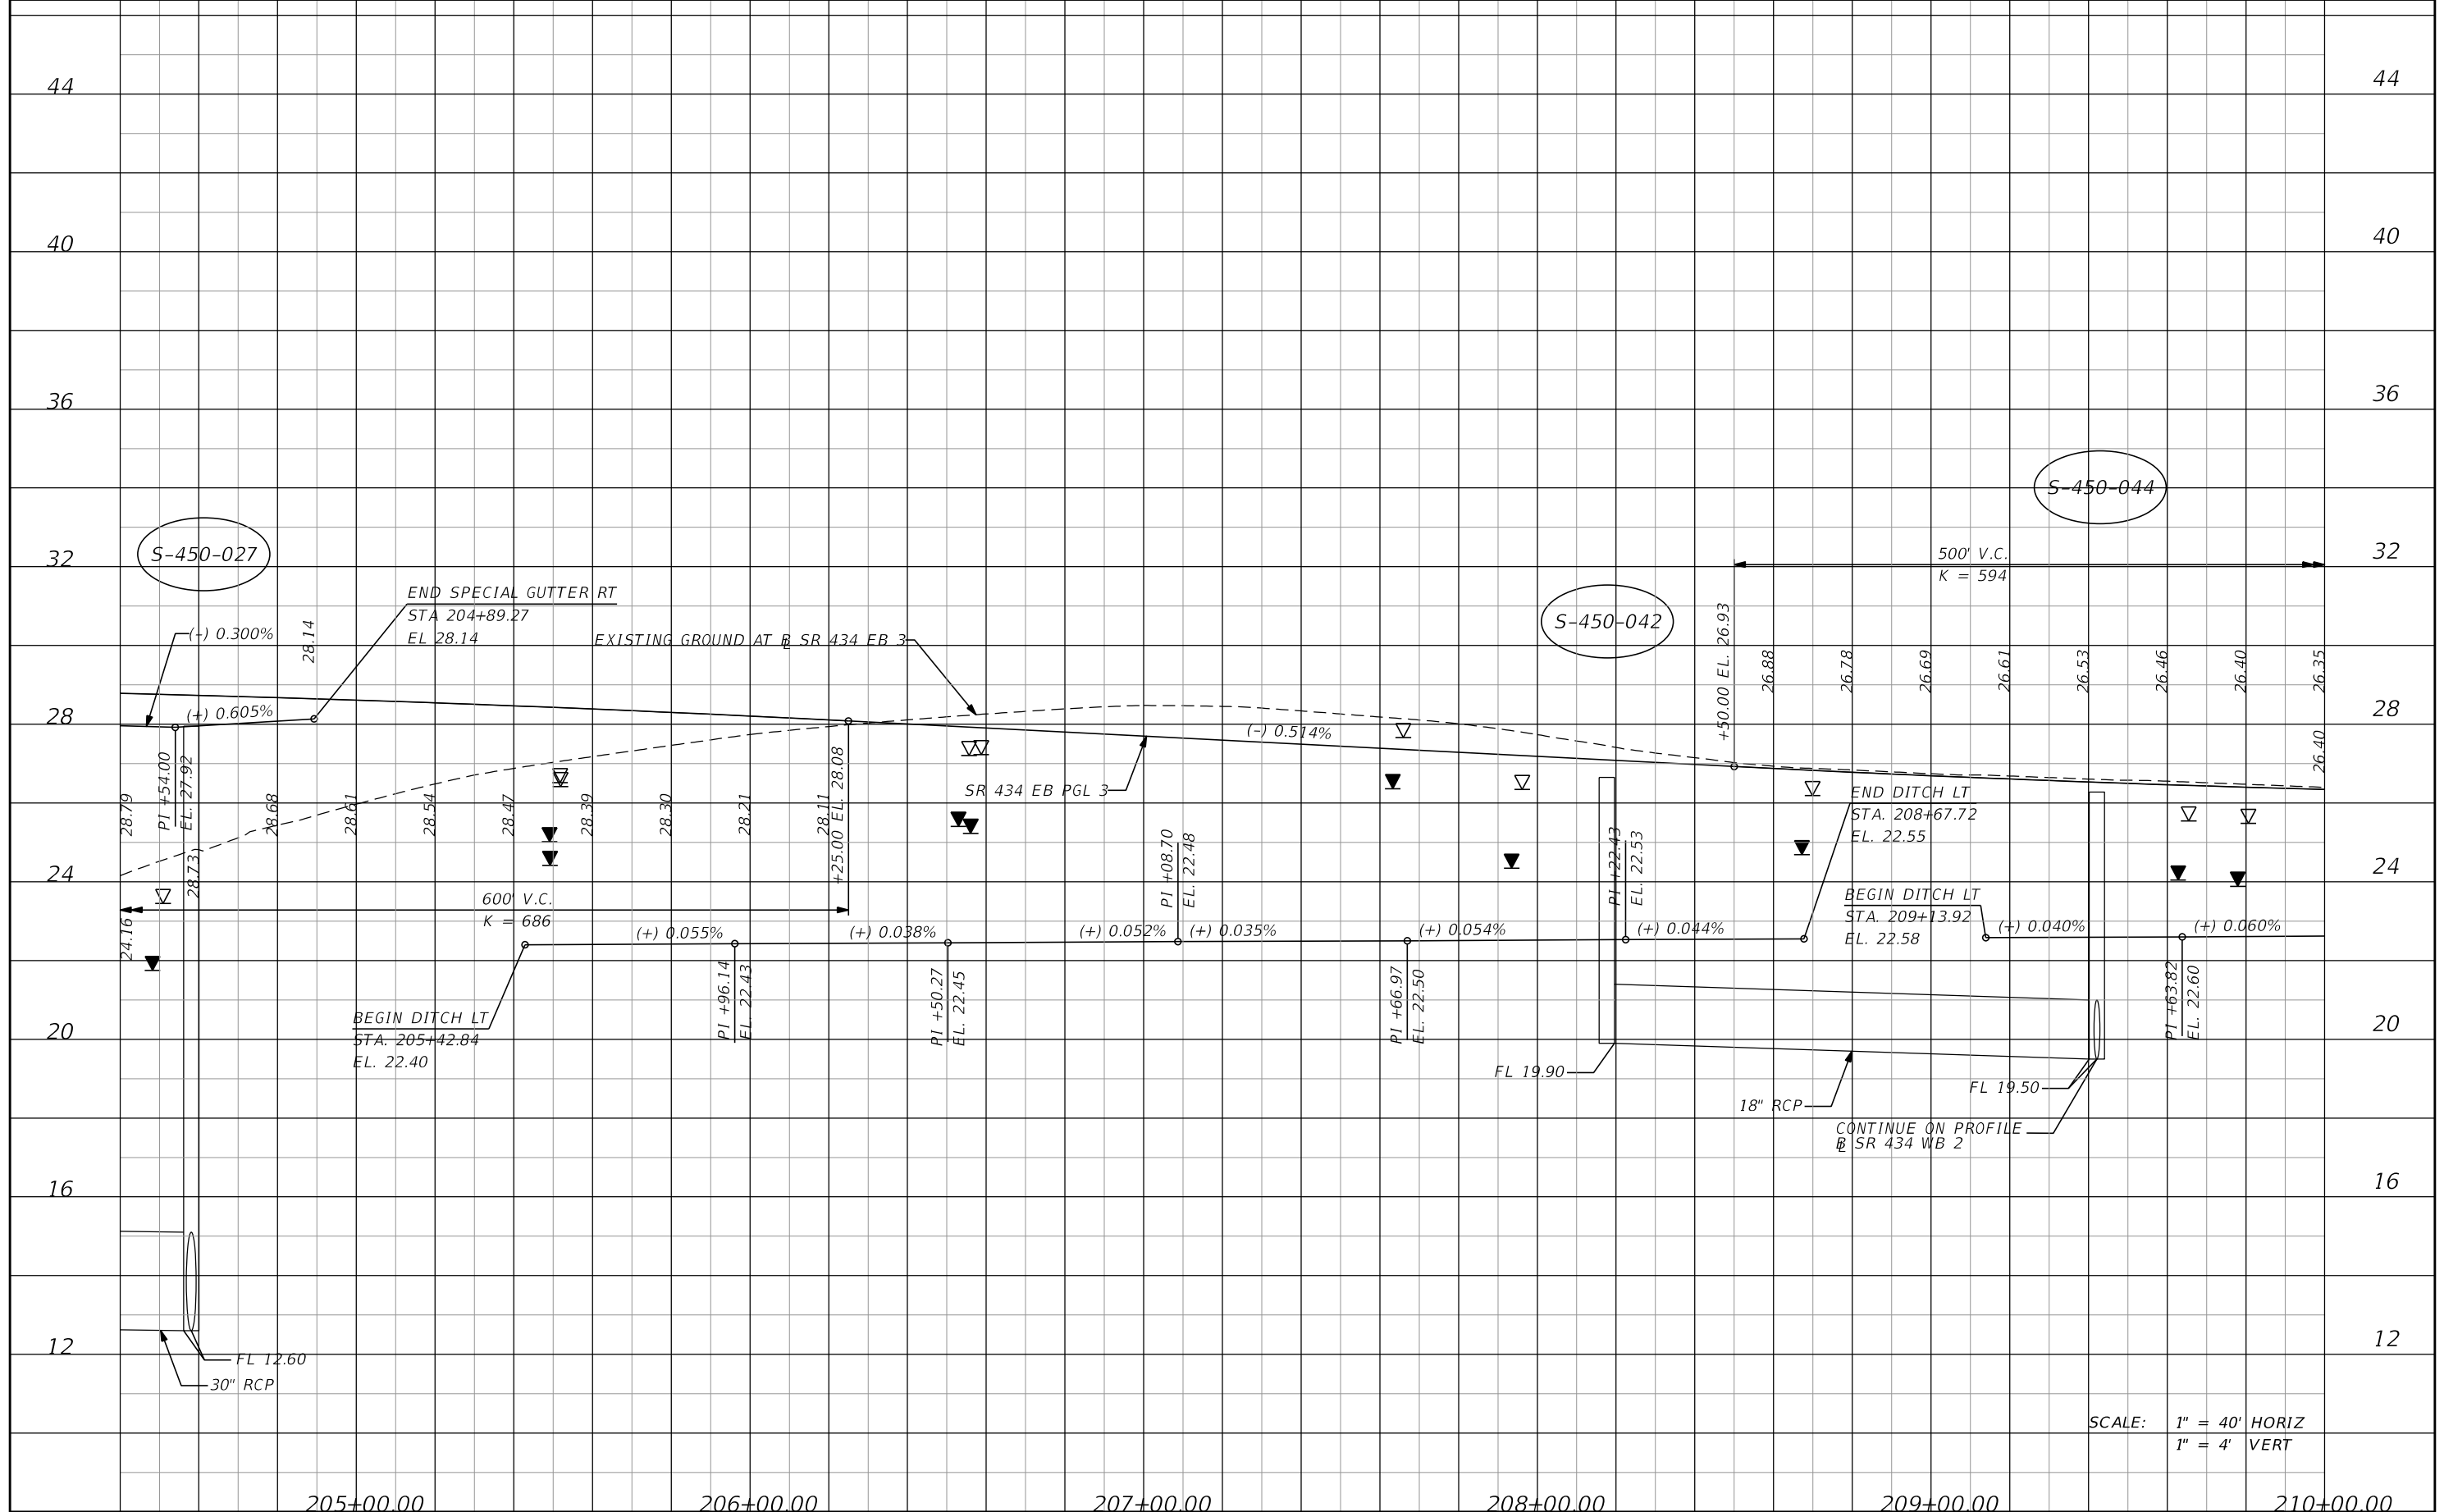 44
44
40
40
36
36
S-450-044
S-450-027
32
32
500' V.C.
K = 594
END SPECIAL GUTTER RT
STA 204+89.27
EL 28.14
S-450-042
(-) 0.300%
28.14
EXISTING GROUND AT BL SR 434 EB 3
+50.00 EL. 26.93
26.88
26.78
26.69
26.61
26.53
26.46
26.40
26.35
28
28
(+) 0.605%
(-) 0.514%
26.40
PI +54.00
EL. 27.92
+25.00 EL. 28.08
SR 434 EB PGL 3
END DITCH LT
STA. 208+67.72
EL. 22.55
28.79
28.73
28.68
28.61
28.54
28.47
28.39
28.30
28.21
28.11
PI +08.70
EL. 22.48
PI +22.43
EL. 22.53
24
24
24.16
600' V.C.
K = 686
BEGIN DITCH LT
STA. 209+13.92
EL. 22.58
(+) 0.055%
(+) 0.038%
(+) 0.052%
(+) 0.035%
(+) 0.054%
(+) 0.044%
(+) 0.040%
(+) 0.060%
PI +96.14
EL. 22.43
PI +50.27
EL. 22.45
PI +66.97
EL. 22.50
PI +63.82
EL. 22.60
BEGIN DITCH LT
STA. 205+42.84
EL. 22.40
20
20
FL 19.90
FL 19.50
18" RCP
CONTINUE ON PROFILE
BL SR 434 WB 2
16
16
12
12
FL 12.60
30" RCP
SCALE: 1" = 40' HORIZ
1" = 4' VERT
205+00.00
206+00.00
207+00.00
208+00.00
209+00.00
210+00.00